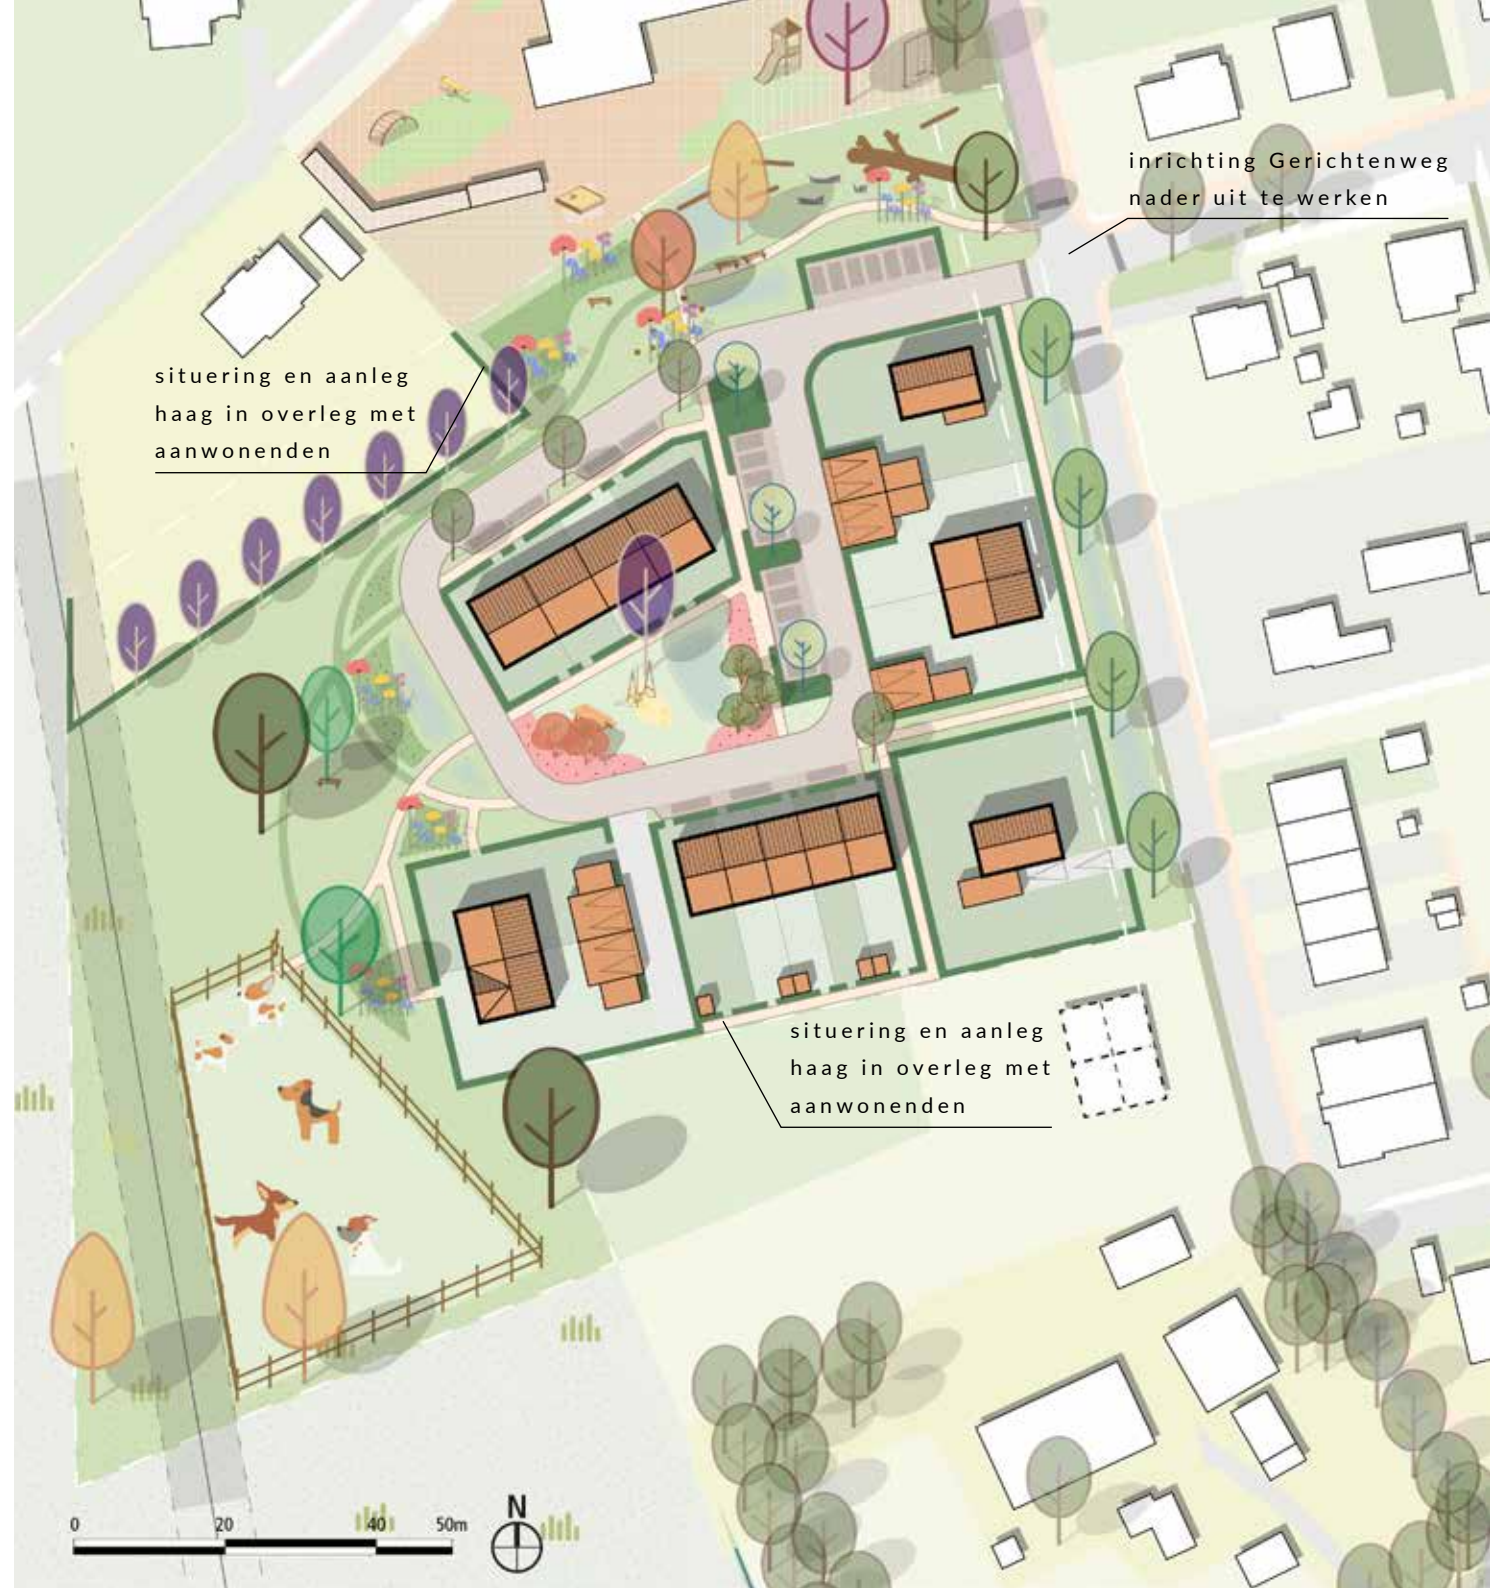 inrichting Gerichtenweg
nader uit te werken
situering en aanleg
haag in overleg met
aanwonenden
situering en aanleg
haag in overleg met
aanwonenden
0 20 40 50m
N